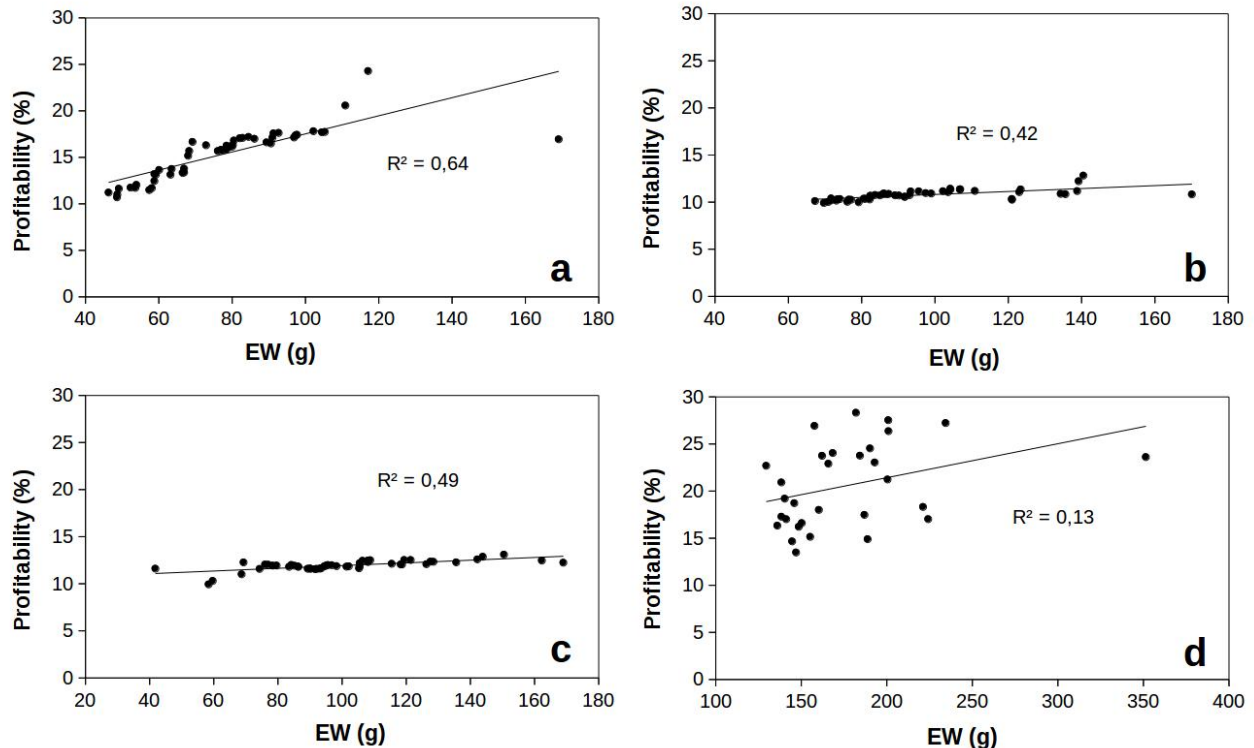 30
25
20
15
10
5
0
Profitability (%)
R² = 0,64
a
40 60 80 100 120 140 160 180
EW (g)
30
25
20
15
10
5
0
Profitability (%)
R² = 0,42
b
40 60 80 100 120 140 160 180
EW (g)
30
25
20
15
10
5
0
Profitability (%)
R² = 0,49
c
20 40 60 80 100 120 140 160 180
EW (g)
30
25
20
15
10
5
0
Profitability (%)
R² = 0,13
d
100 150 200 250 300 350 400
EW (g)